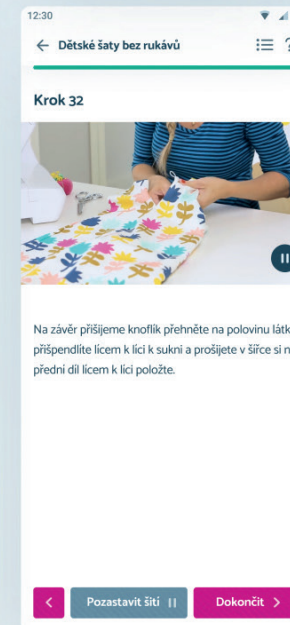 12:30
Dětské šaty bez rukávů
Krok 32
Na závěr přišijeme knoflík přehněte na polovinu
přišpendlíte lícem k líci k sukni a prošijete v šířce si
přední díl lícem k líci položte.
Pozastavit šití
Dokončit